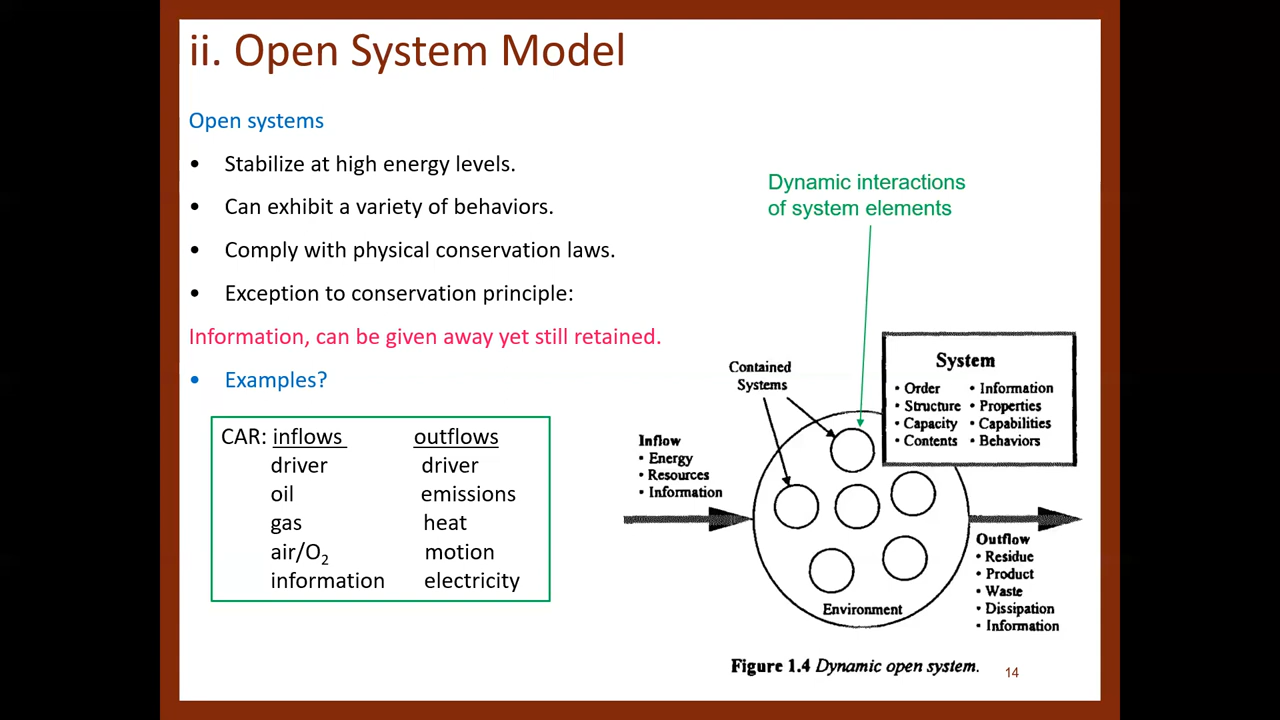 ii. Open System Model
Open systems
• Stabilize at high energy levels.
• Can exhibit a variety of behaviors.
• Comply with physical conservation laws.
• Exception to conservation principle:
Information, can be given away yet still retained.
• Examples?
CAR: inflows outflows
driver driver
oil emissions
gas heat
air/O₂ motion
information electricity
Dynamic interactions
of system elements
Contained
Systems
System
• Order • Information
• Structure • Properties
• Capacity • Capabilities
• Contents • Behaviors
Inflow
• Energy
• Resources
• Information
Environment
Outflow
• Residue
• Product
• Waste
• Dissipation
• Information
Figure 1.4 Dynamic open system.
14